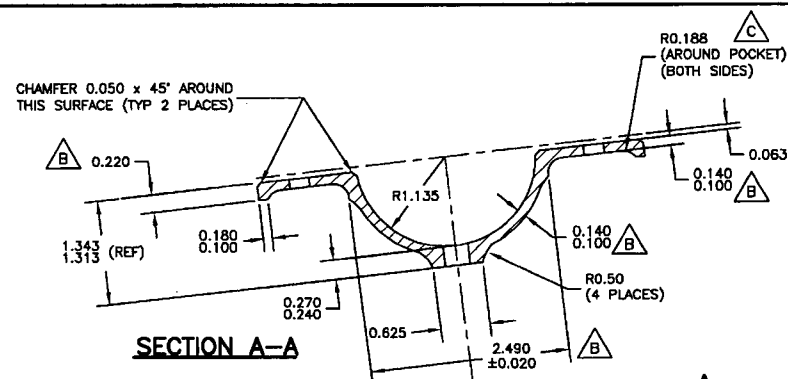 R0.188
(AROUND POCKET)
(BOTH SIDES)
C
CHAMFER 0.050 x 45° AROUND
THIS SURFACE (TYP 2 PLACES)
B 0.220
0.063
0.140
0.100 B
R1.135
0.180
0.100
1.343
1.313 (REF)
0.140
0.100 B
R0.50
(4 PLACES)
0.270
0.240
0.625
2.490
±0.020
B
SECTION A-A